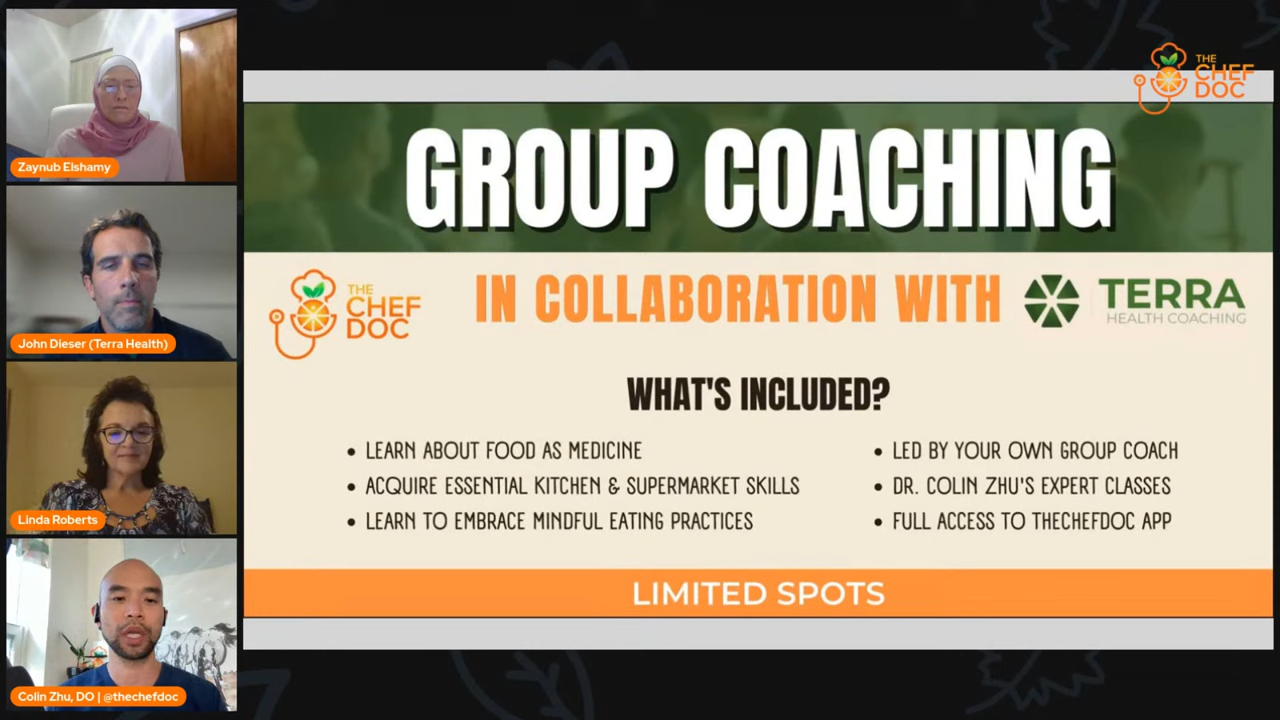 Zaynub Elshamy
John Dieser (Terra Health)
Linda Roberts
Colin Zhu, DO | @thechefdoc
THE
CHEF
DOC
GROUP COACHING
THE
CHEF
DOC
IN COLLABORATION WITH
TERRA
HEALTH COACHING
WHAT'S INCLUDED?
• LEARN ABOUT FOOD AS MEDICINE
• ACQUIRE ESSENTIAL KITCHEN & SUPERMARKET SKILLS
• LEARN TO EMBRACE MINDFUL EATING PRACTICES
• LED BY YOUR OWN GROUP COACH
• DR. COLIN ZHU'S EXPERT CLASSES
• FULL ACCESS TO THECHEFDOC APP
LIMITED SPOTS